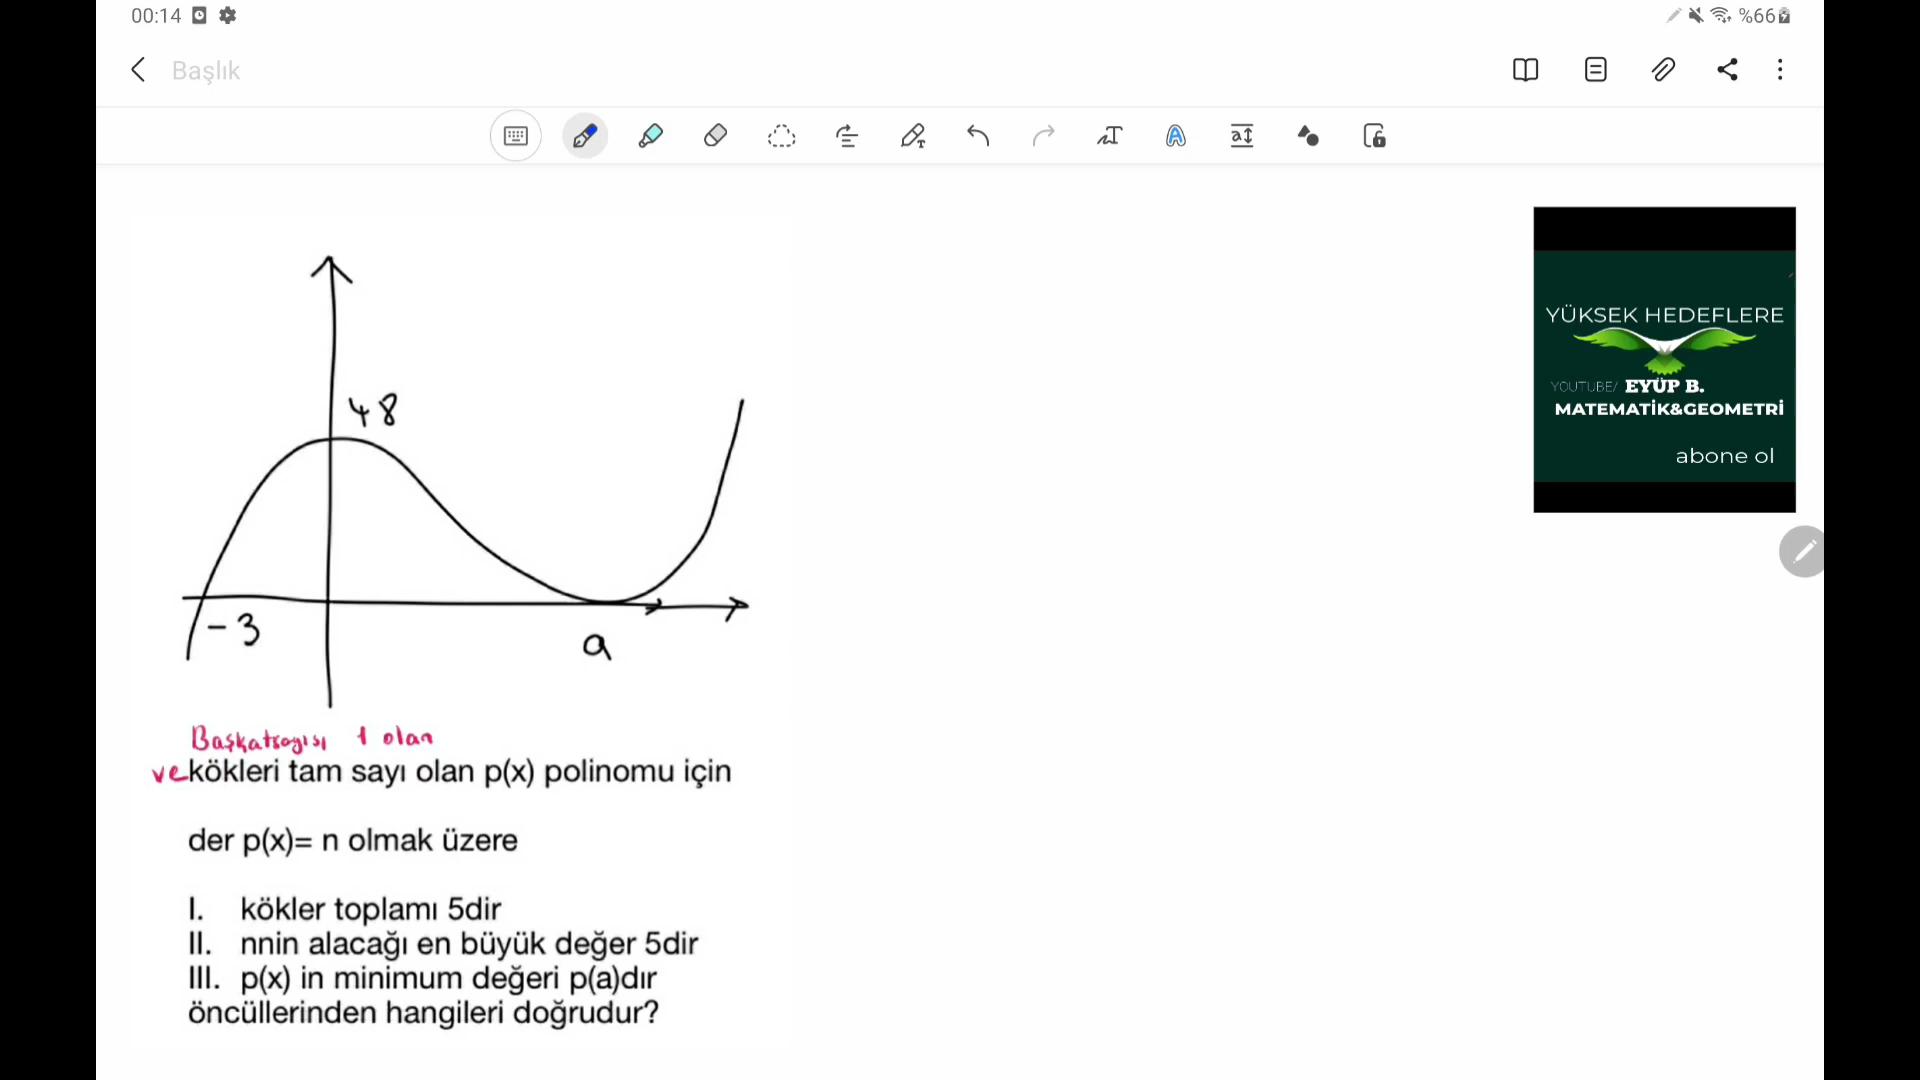 00:14
%66
Başlık
48
-3
a
Başkatsayısı 1 olan
ve kökleri tam sayı olan p(x) polinomu için
der p(x)= n olmak üzere
I. kökler toplamı 5dir
II. nnin alacağı en büyük değer 5dir
III. p(x) in minimum değeri p(a)dır
öncüllerinden hangileri doğrudur?
YÜKSEK HEDEFLERE
YOUTUBE/ EYÜP B.
MATEMATİK&GEOMETRİ
abone ol